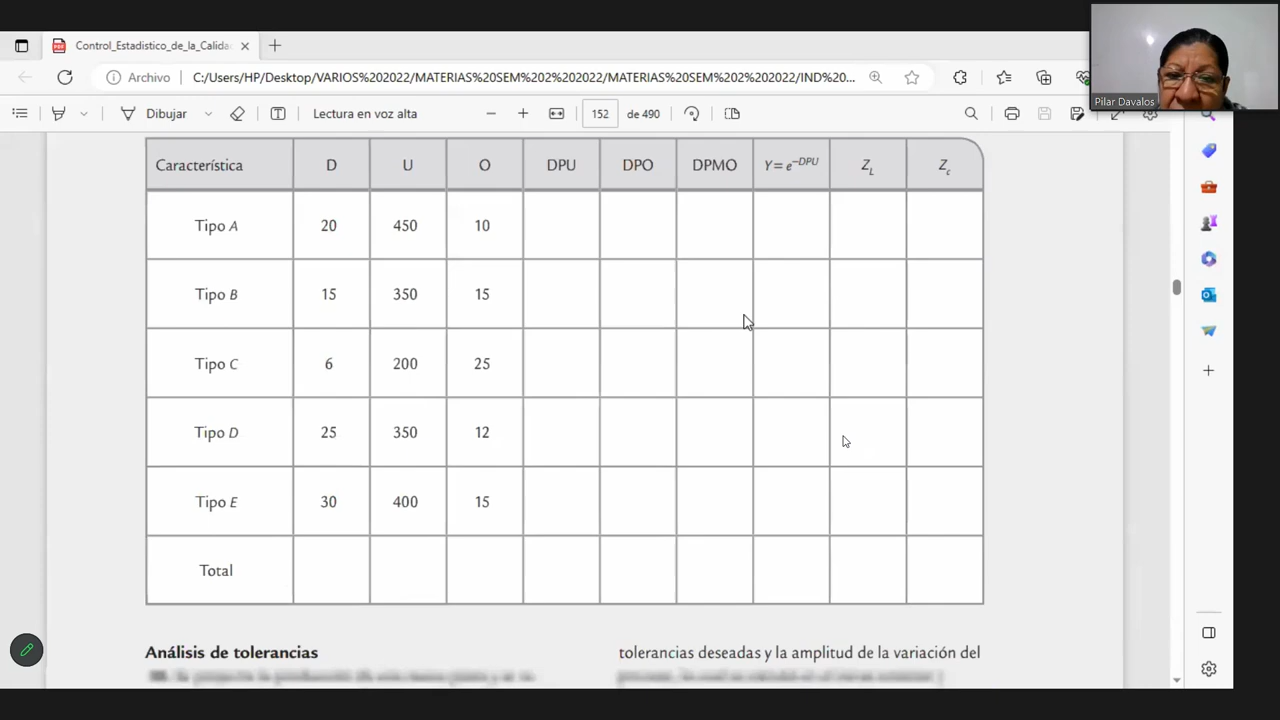 Control_Estadistico_de_la_Calida
Archivo C:/Users/HP/Desktop/VARIOS%202022/MATERIAS%20SEM%202%202022/MATERIAS%20SEM%202%202022/IND%20...
Pilar Davalos
Dibujar Lectura en voz alta 152 de 490
Característica D U O DPU DPO DPMO Y = e^–DPU Z_L Z_c
Tipo A 20 450 10
Tipo B 15 350 15
Tipo C 6 200 25
Tipo D 25 350 12
Tipo E 30 400 15
Total
Análisis de tolerancias
tolerancias deseadas y la amplitud de la variación del